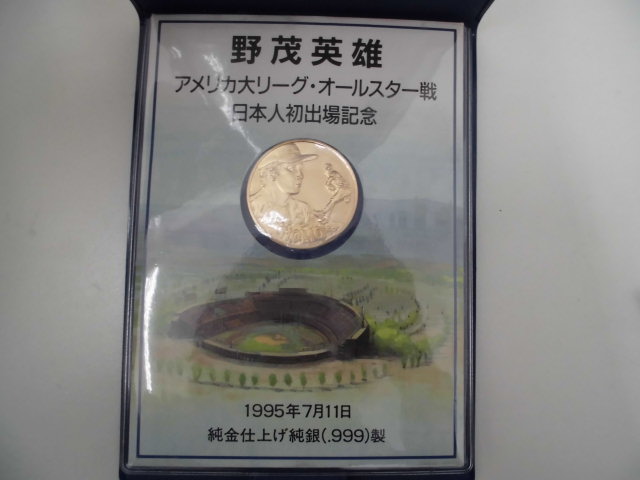 野茂英雄
アメリカ大リーグ・オールスター戦
日本人初出場記念
1995年7月11日
純金仕上げ純銀(.999)製